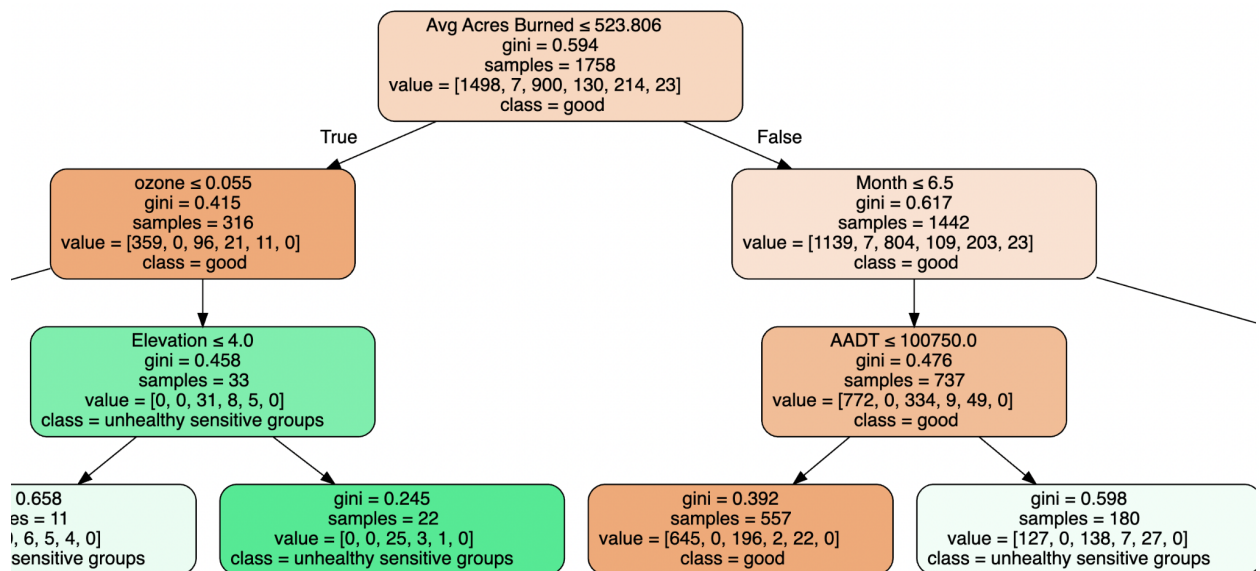 Avg Acres Burned ≤ 523.806
gini = 0.594
samples = 1758
value = [1498, 7, 900, 130, 214, 23]
class = good
True
False
ozone ≤ 0.055
gini = 0.415
samples = 316
value = [359, 0, 96, 21, 11, 0]
class = good
Month ≤ 6.5
gini = 0.617
samples = 1442
value = [1139, 7, 804, 109, 203, 23]
class = good
Elevation ≤ 4.0
gini = 0.458
samples = 33
value = [0, 0, 31, 8, 5, 0]
class = unhealthy sensitive groups
AADT ≤ 100750.0
gini = 0.476
samples = 737
value = [772, 0, 334, 9, 49, 0]
class = good
0.658
es = 11
, 6, 5, 4, 0]
sensitive groups
gini = 0.245
samples = 22
value = [0, 0, 25, 3, 1, 0]
class = unhealthy sensitive groups
gini = 0.392
samples = 557
value = [645, 0, 196, 2, 22, 0]
class = good
gini = 0.598
samples = 180
value = [127, 0, 138, 7, 27, 0]
class = unhealthy sensitive groups